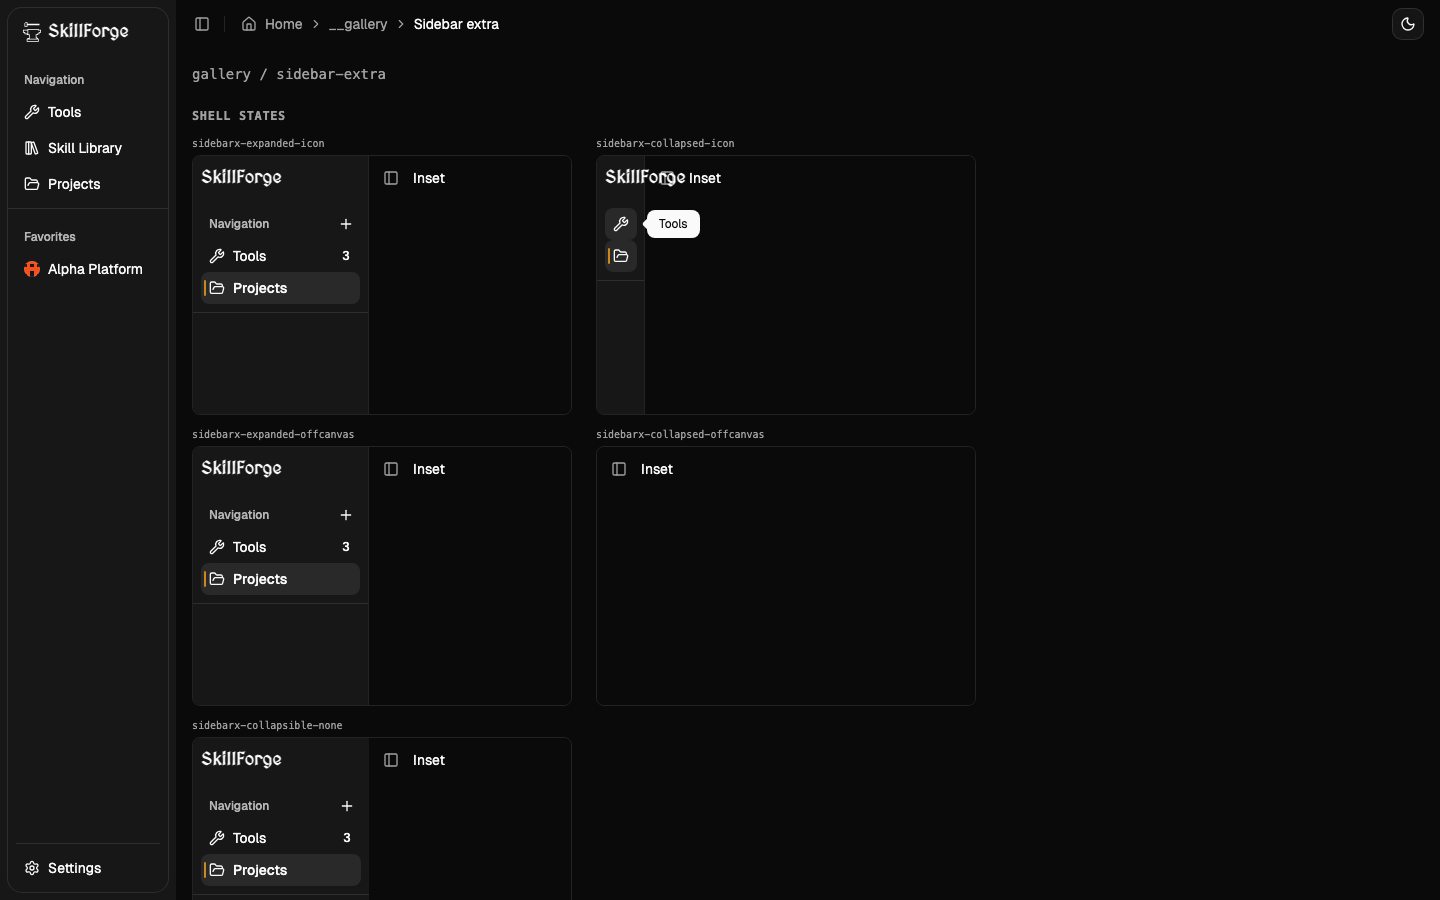 SkillForge
Home > __gallery > Sidebar extra
Navigation
Tools
Skill Library
Projects
Favorites
Alpha Platform
Settings
gallery / sidebar-extra
SHELL STATES
sidebarx-expanded-icon
SkillForge
Inset
Navigation
Tools 3
Projects
sidebarx-collapsed-icon
SkillForge
Inset
Tools
sidebarx-expanded-offcanvas
SkillForge
Inset
Navigation
Tools 3
Projects
sidebarx-collapsed-offcanvas
Inset
sidebarx-collapsible-none
SkillForge
Inset
Navigation
Tools 3
Projects